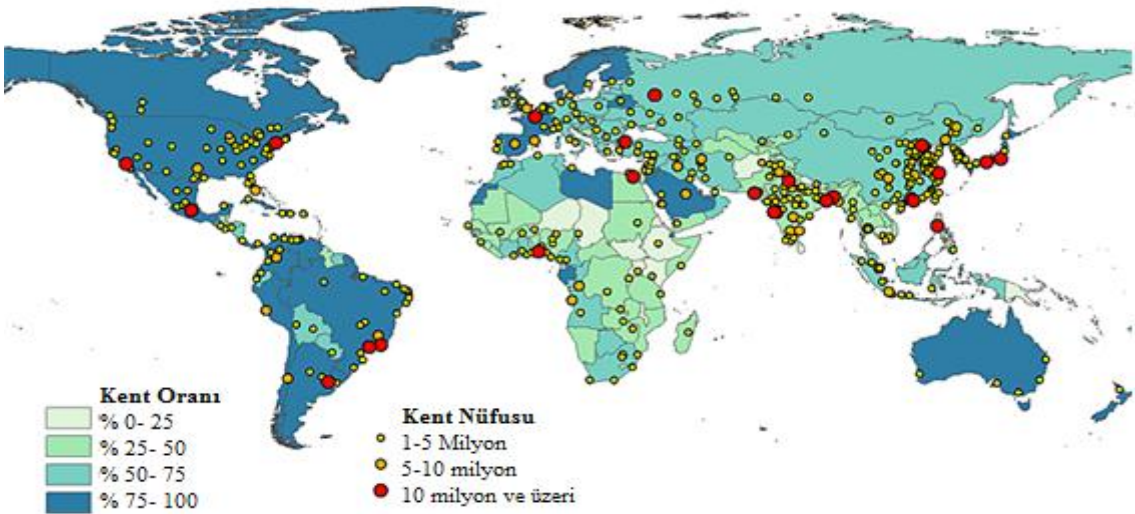 Kent Oranı
% 0- 25
% 25- 50
% 50- 75
% 75- 100
Kent Nüfusu
1-5 Milyon
5-10 milyon
10 milyon ve üzeri